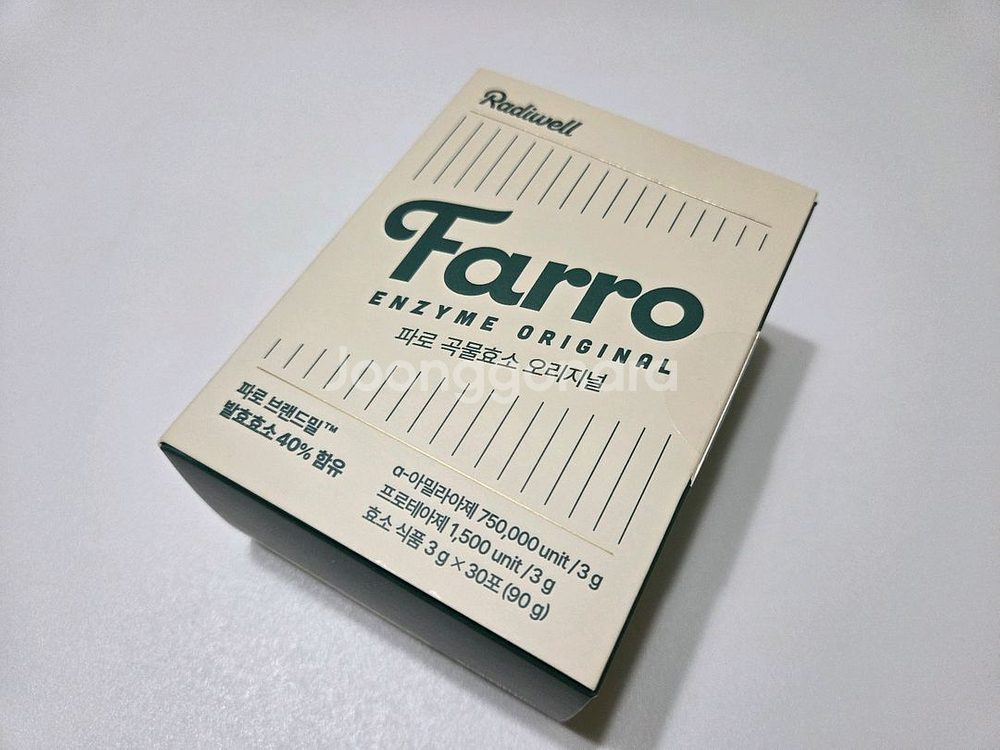 Radiwell
Farro
ENZYME ORIGINAL
파로 곡물효소 오리지널
Joonggonara
파로 브랜드밀™
발효효소 40% 함유
α-아밀라아제 750,000 unit / 3 g
프로테아제 1,500 unit / 3 g
효소 식품 3 g × 30포 (90 g)